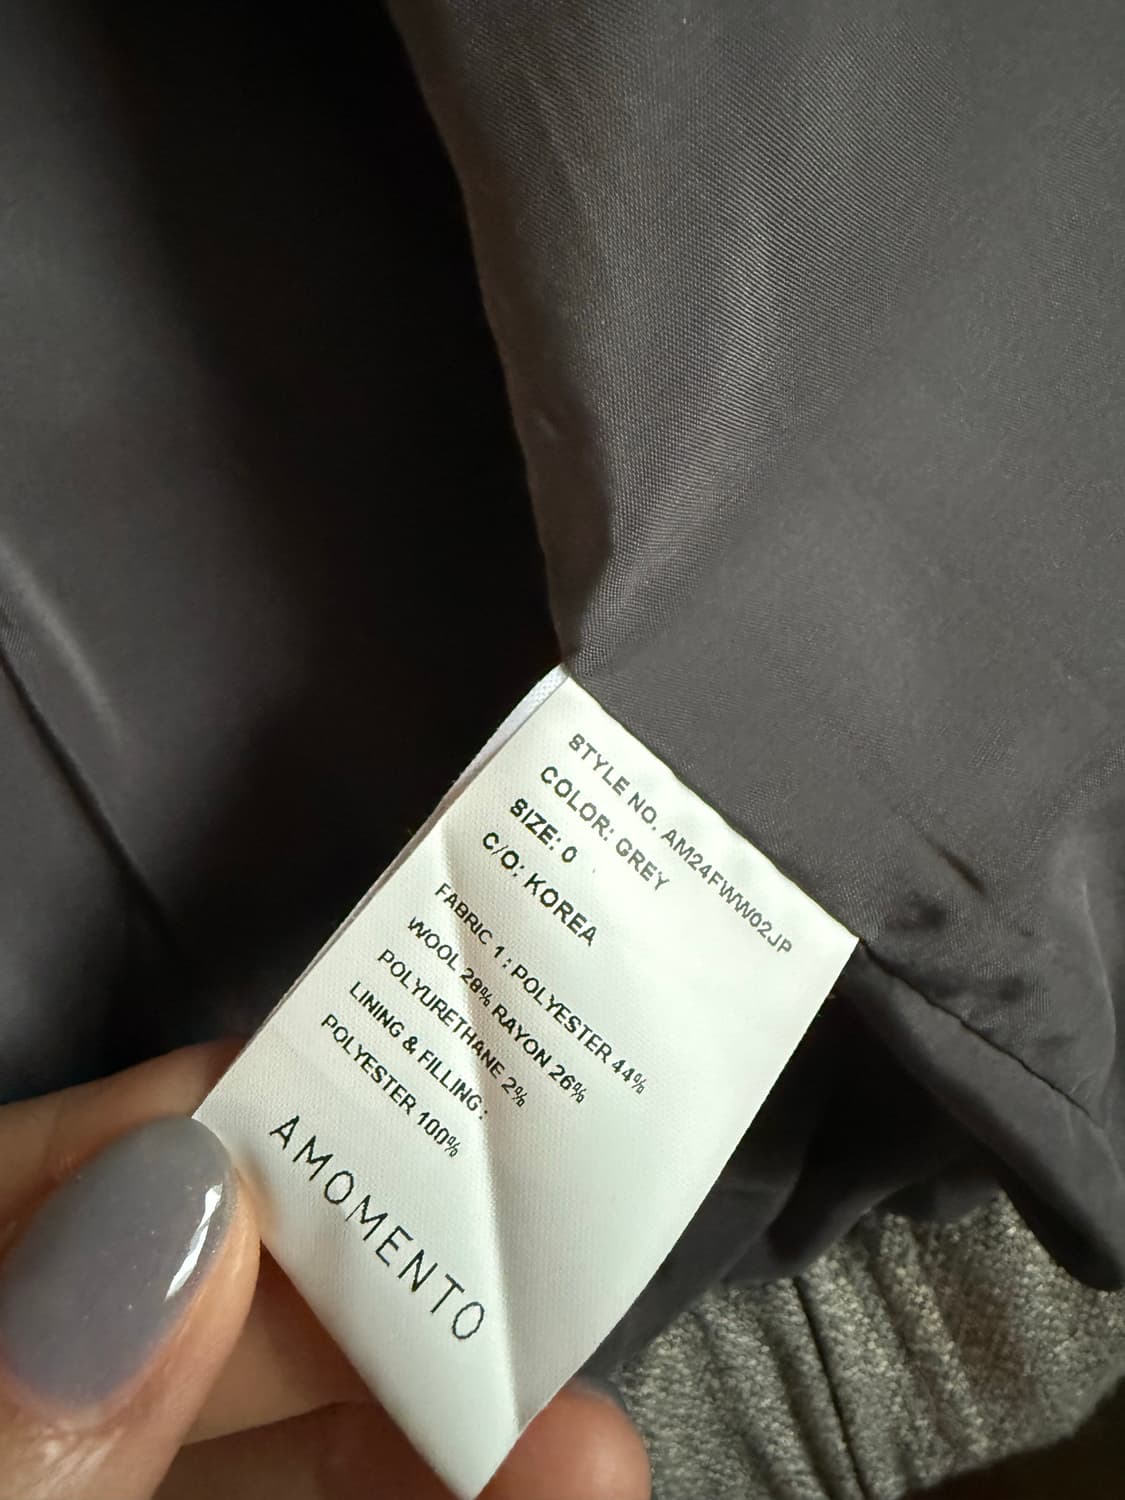 STYLE NO. AM24FWW02JP
COLOR: GREY
SIZE: 0
C/O: KOREA
FABRIC 1 : POLYESTER 44%
WOOL 28% RAYON 26%
POLYURETHANE 2%
LINING & FILLING :
POLYESTER 100%
AMOMENTO